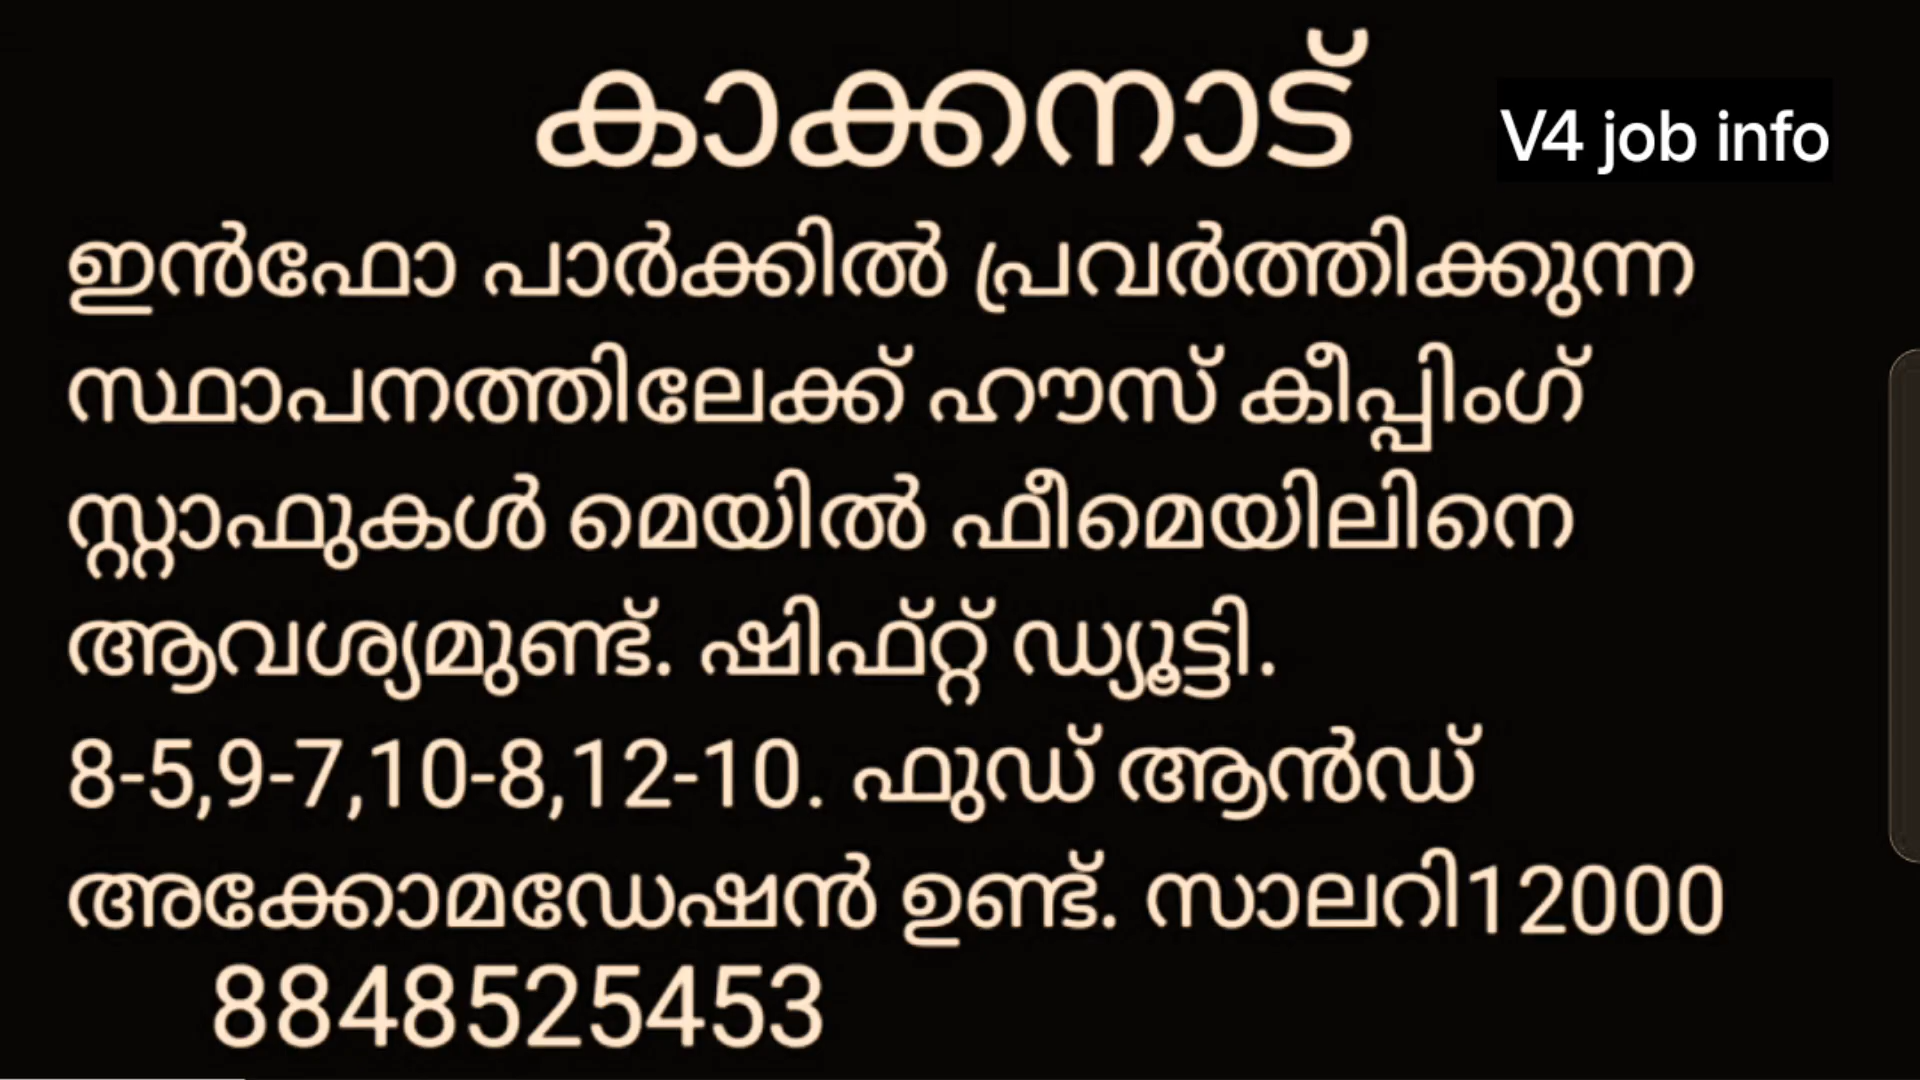 കാക്കനാട്
V4 job info
ഇൻഫോ പാർക്കിൽ പ്രവർത്തിക്കുന്ന
സ്ഥാപനത്തിലേക്ക് ഹൗസ് കീപ്പിംഗ്
സ്റ്റാഫുകൾ മെയിൽ ഫീമെയിലിനെ
ആവശ്യമുണ്ട്. ഷിഫ്റ്റ് ഡ്യൂട്ടി.
8-5,9-7,10-8,12-10. ഫുഡ് ആൻഡ്
അക്കോമഡേഷൻ ഉണ്ട്. സാലറി12000
8848525453